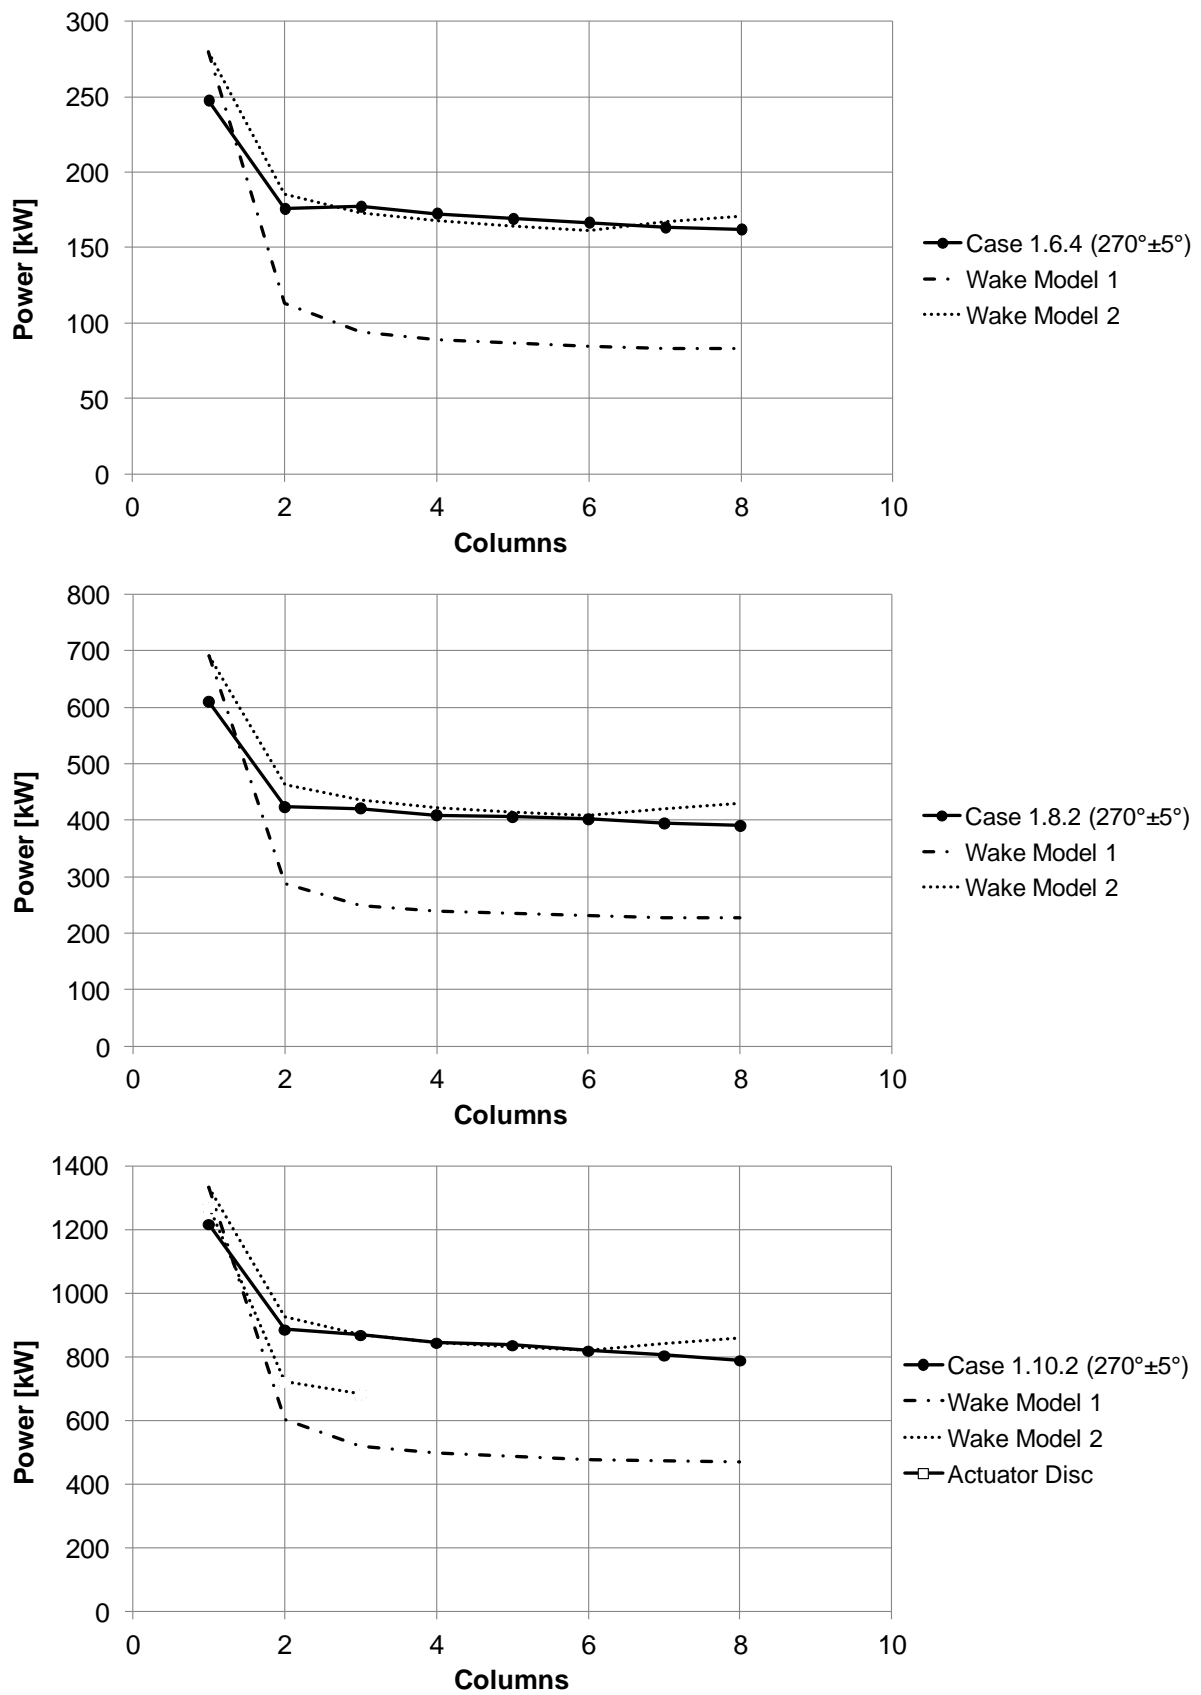 300
250
200
150
100
50
0
Power [kW]
0 2 4 6 8 10
Columns
Case 1.6.4 (270°±5°)
Wake Model 1
Wake Model 2
800
700
600
500
400
300
200
100
0
Power [kW]
0 2 4 6 8 10
Columns
Case 1.8.2 (270°±5°)
Wake Model 1
Wake Model 2
1400
1200
1000
800
600
400
200
0
Power [kW]
0 2 4 6 8 10
Columns
Case 1.10.2 (270°±5°)
Wake Model 1
Wake Model 2
Actuator Disc